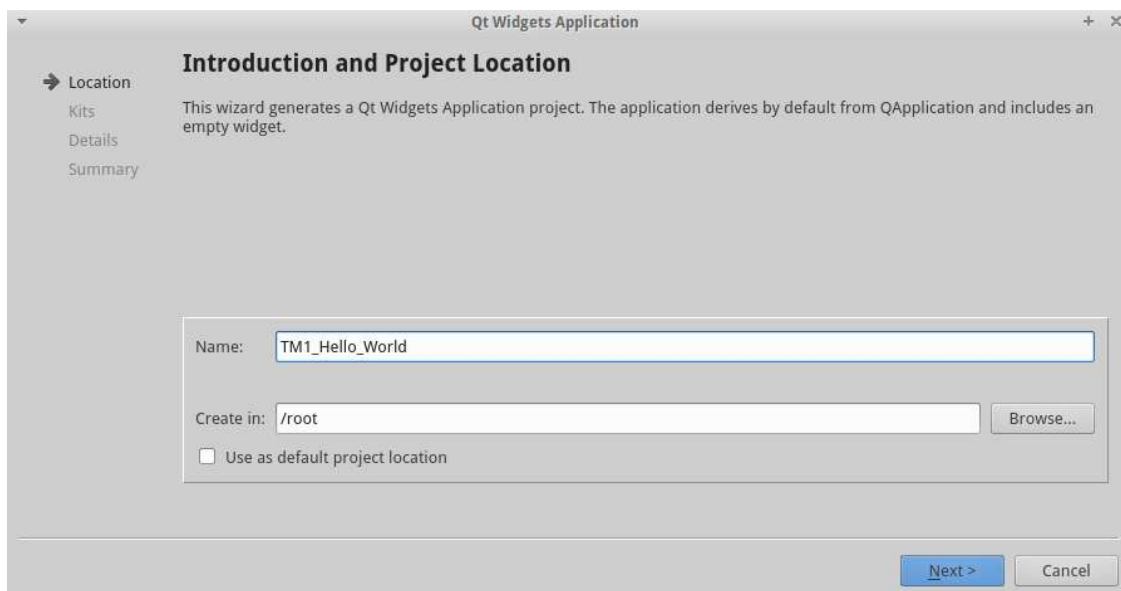 Qt Widgets Application
Location
Kits
Details
Summary
Introduction and Project Location
This wizard generates a Qt Widgets Application project. The application derives by default from QApplication and includes an
empty widget.
Name: TM1_Hello_World
Create in: /root Browse...
Use as default project location
Next > Cancel